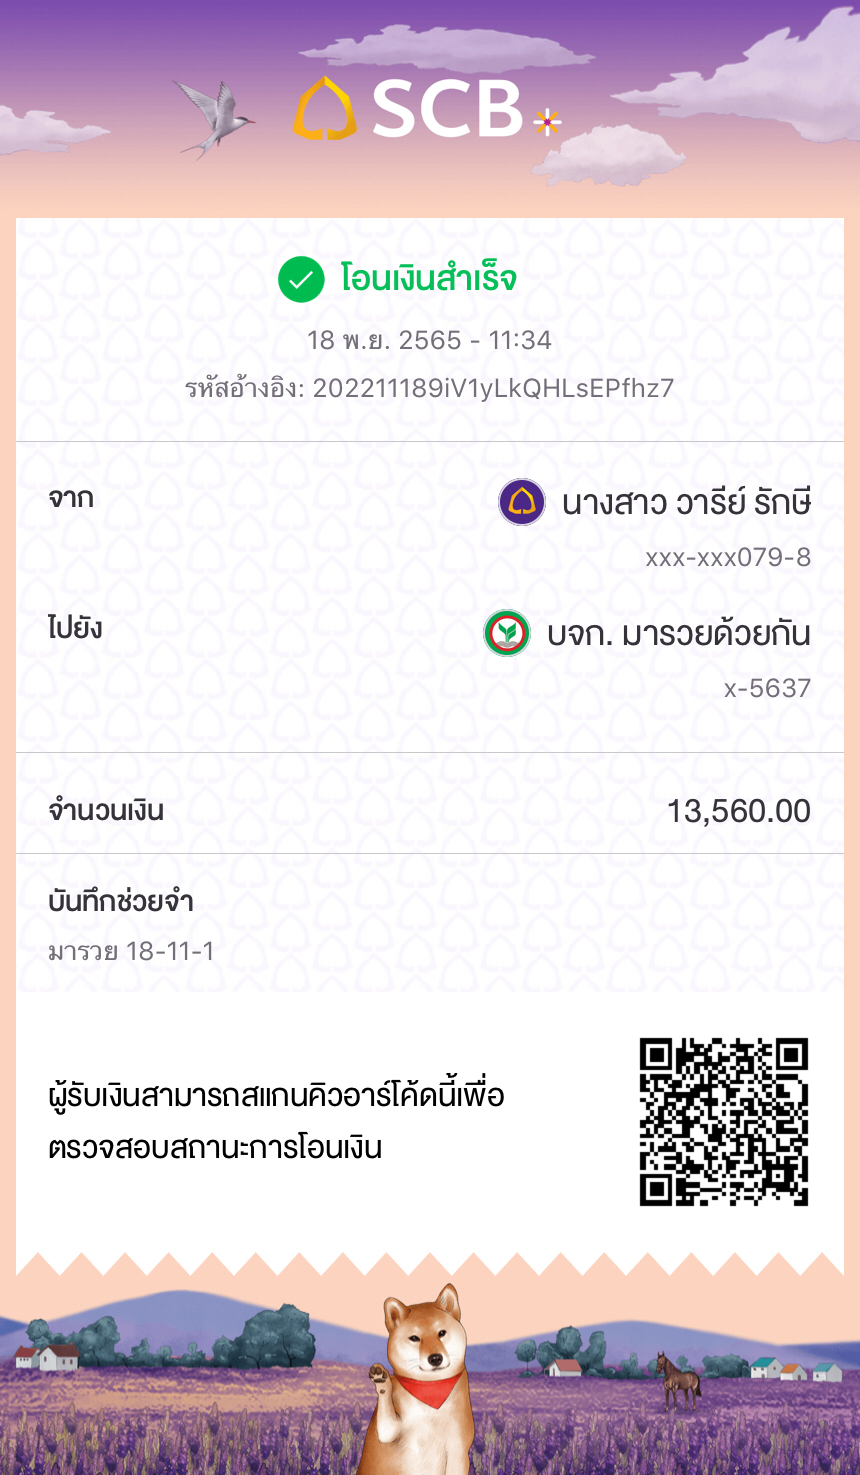 SCB
โอนเงินสำเร็จ
18 พ.ย. 2565 - 11:34
รหัสอ้างอิง: 202211189iV1yLkQHLsEPfhz7
จาก
นางสาว วารีย์ รักษี
xxx-xxx079-8
ไปยัง
บจก. มารวยด้วยกัน
x-5637
จำนวนเงิน
13,560.00
บันทึกช่วยจำ
มารวย 18-11-1
ผู้รับเงินสามารถสแกนคิวอาร์โค้ดนี้เพื่อ
ตรวจสอบสถานะการโอนเงิน